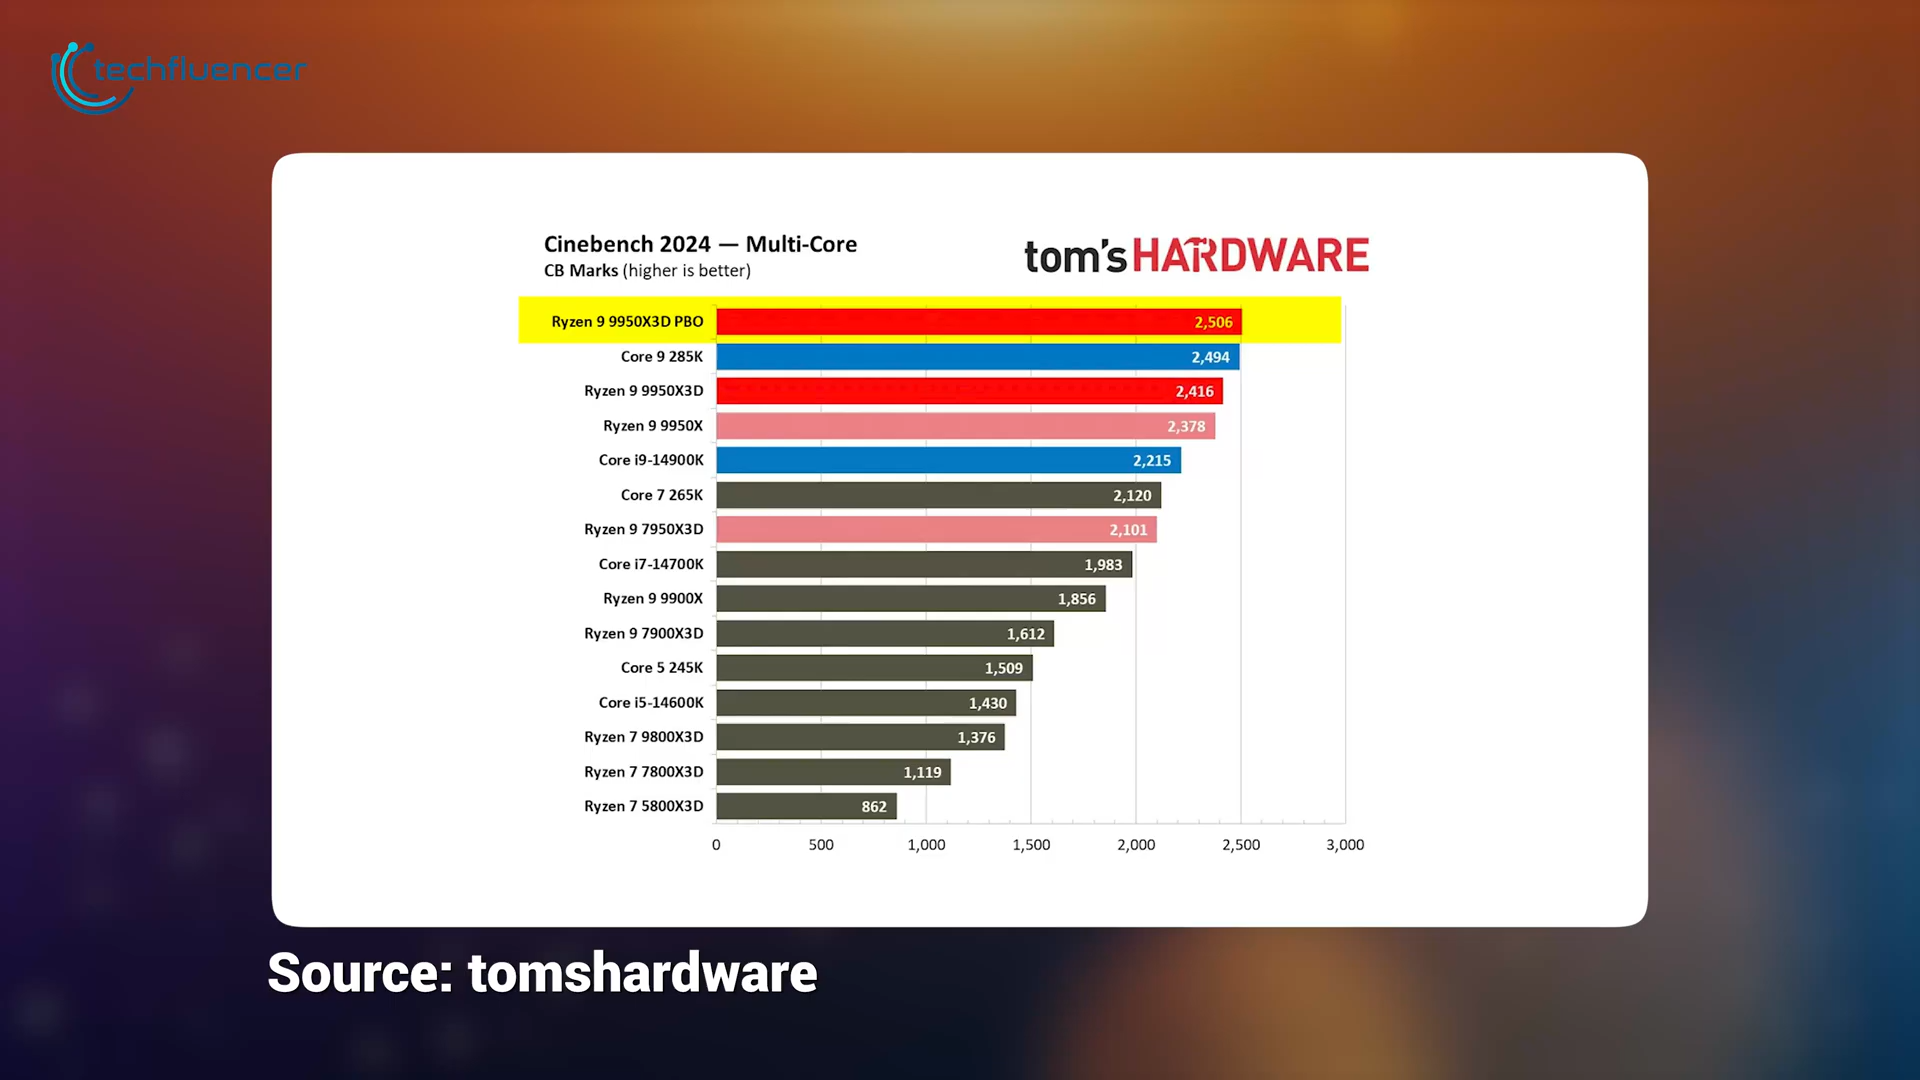 techfluencer
Cinebench 2024 — Multi-Core
tom's HARDWARE
CB Marks (higher is better)
Ryzen 9 9950X3D PBO 2,506
Core 9 285K 2,494
Ryzen 9 9950X3D 2,416
Ryzen 9 9950X 2,378
Core i9-14900K 2,215
Core 7 265K 2,120
Ryzen 9 7950X3D 2,101
Core i7-14700K 1,983
Ryzen 9 9900X 1,856
Ryzen 9 7900X3D 1,612
Core 5 245K 1,509
Core i5-14600K 1,430
Ryzen 7 9800X3D 1,376
Ryzen 7 7800X3D 1,119
Ryzen 7 5800X3D 862
0 500 1,000 1,500 2,000 2,500 3,000
Source: tomshardware